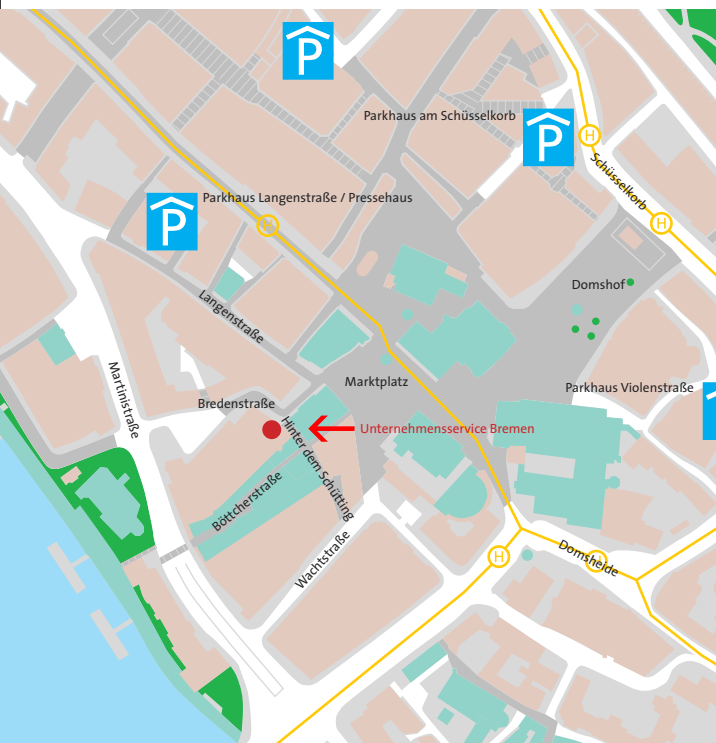 P
Parkhaus am Schüsselkorb
P
H
Schüsselkorb
Parkhaus Langenstraße / Pressehaus
P
H
H
Domshof
Langenstraße
Martinistraße
Marktplatz
Parkhaus Violenstraße
Bredenstraße
Hinter dem Schütting
Unternehmensservice Bremen
Böttcherstraße
Wachtstraße
H
Domsheide
H